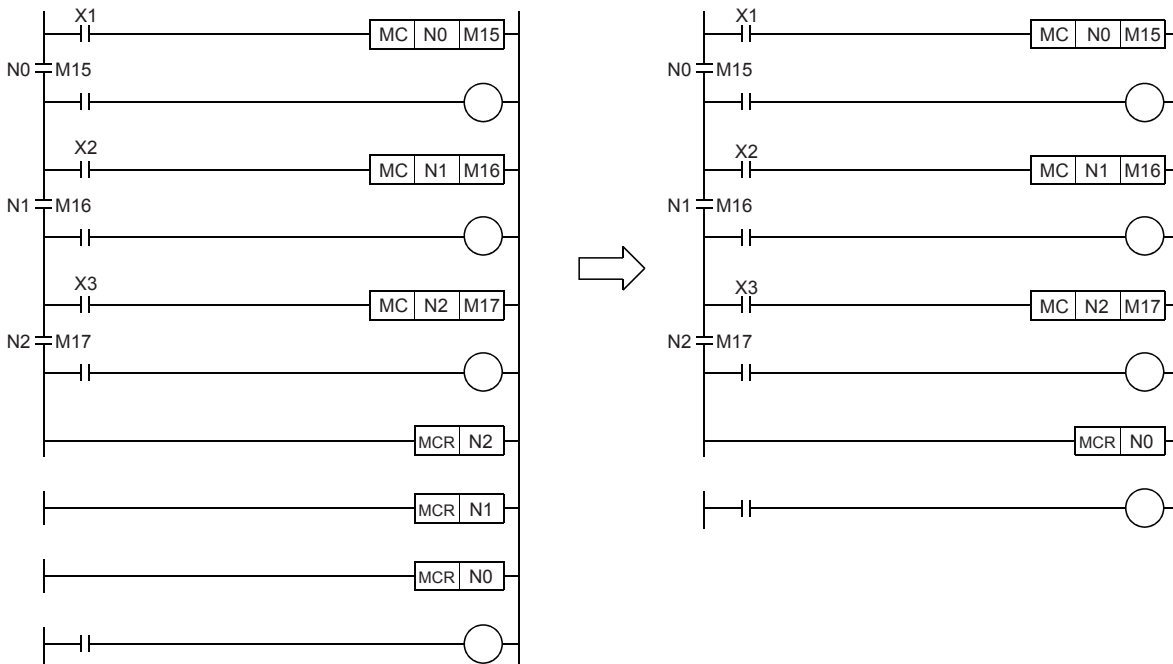 X1
MC N0 M15
N0 M15
X2
MC N1 M16
N1 M16
X3
MC N2 M17
N2 M17
MCR N2
MCR N1
MCR N0
X1
MC N0 M15
N0 M15
X2
MC N1 M16
N1 M16
X3
MC N2 M17
N2 M17
MCR N0